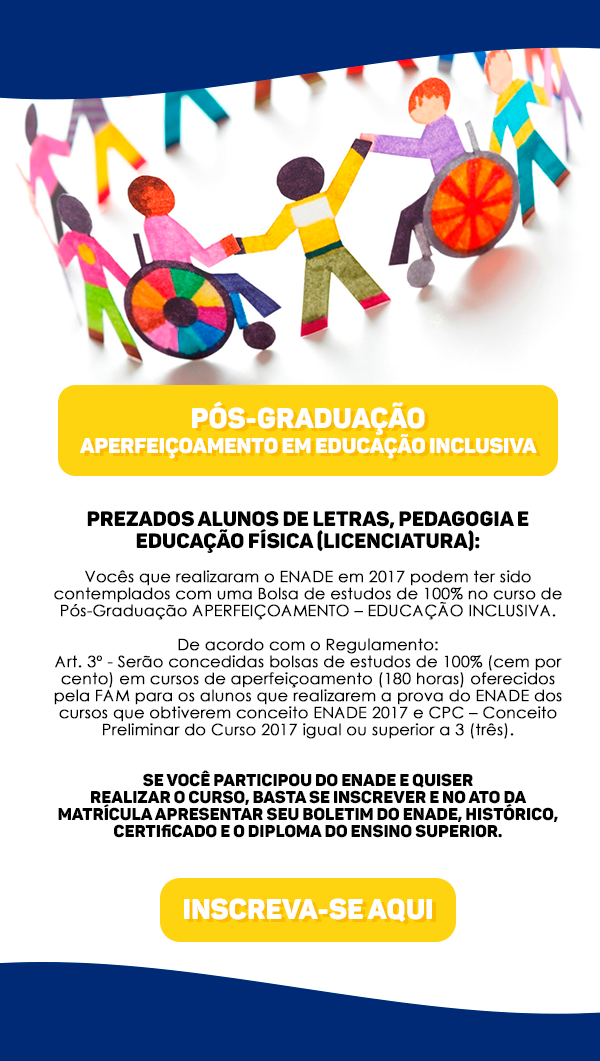 PÓS-GRADUAÇÃO
APERFEIÇOAMENTO EM EDUCAÇÃO INCLUSIVA
PREZADOS ALUNOS DE LETRAS, PEDAGOGIA E
EDUCAÇÃO FÍSICA (LICENCIATURA):
Vocês que realizaram o ENADE em 2017 podem ter sido
contemplados com uma Bolsa de estudos de 100% no curso de
Pós-Graduação APERFEIÇOAMENTO – EDUCAÇÃO INCLUSIVA.
De acordo com o Regulamento:
Art. 3º - Serão concedidas bolsas de estudos de 100% (cem por
cento) em cursos de aperfeiçoamento (180 horas) oferecidos
pela FAM para os alunos que realizarem a prova do ENADE dos
cursos que obtiverem conceito ENADE 2017 e CPC – Conceito
Preliminar do Curso 2017 igual ou superior a 3 (três).
SE VOCÊ PARTICIPOU DO ENADE E QUISER
REALIZAR O CURSO, BASTA SE INSCREVER E NO ATO DA
MATRÍCULA APRESENTAR SEU BOLETIM DO ENADE, HISTÓRICO,
CERTIfiCADO E O DIPLOMA DO ENSINO SUPERIOR.
INSCREVA-SE AQUI